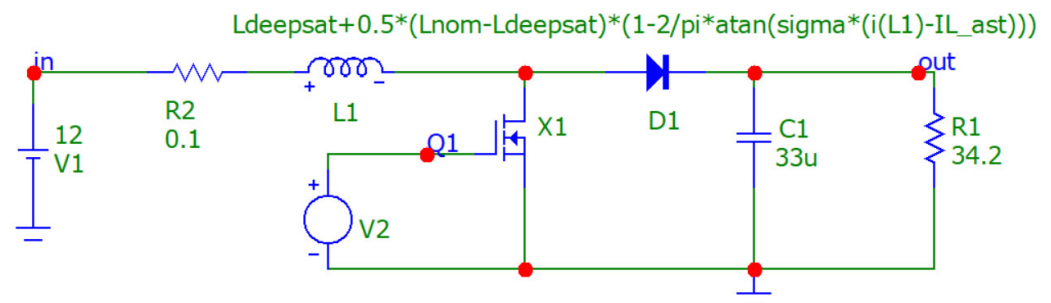 Ldeepsat+0.5*(Lnom-Ldeepsat)*(1-2/pi*atan(sigma*(i(L1)-IL_ast)))
in
out
R2
0.1
L1
D1
X1
Q1
12
V1
V2
C1
33u
R1
34.2